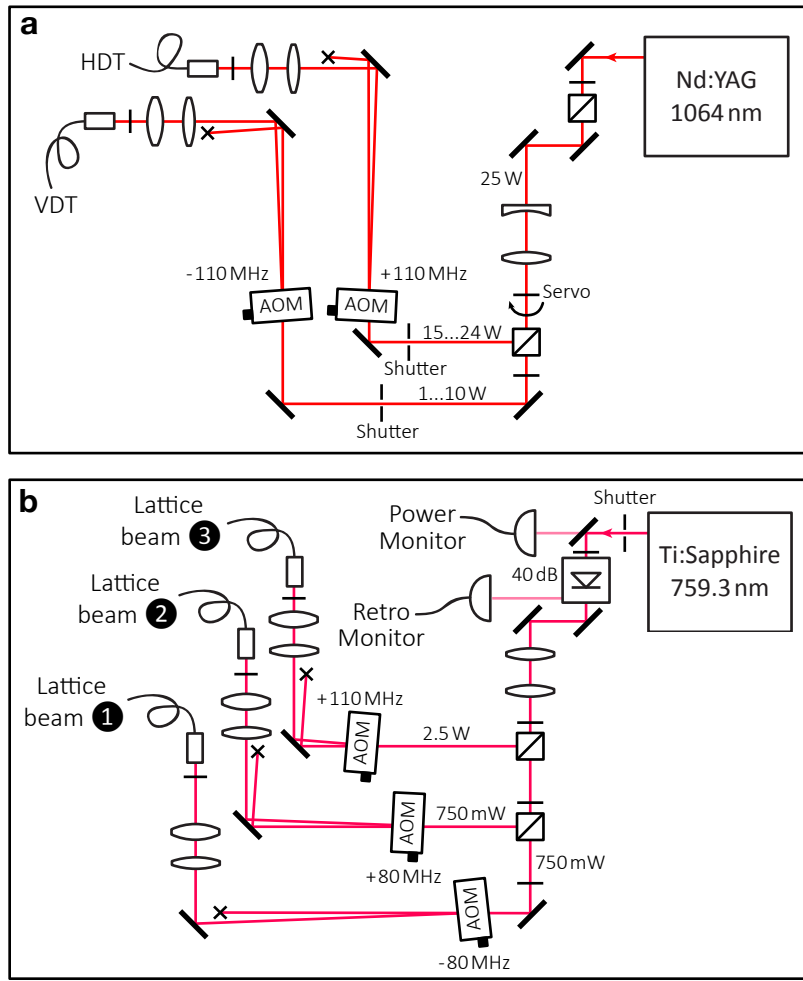 a
HDT
VDT
Nd:YAG
1064 nm
25 W
-110 MHz
+110 MHz
AOM
AOM
Servo
15...24 W
Shutter
1...10 W
Shutter
b
Lattice
beam 3
Lattice
beam 2
Lattice
beam 1
Power
Monitor
Retro
Monitor
Shutter
40 dB
Ti:Sapphire
759.3 nm
+110 MHz
AOM
2.5 W
AOM
750 mW
+80 MHz
750 mW
AOM
-80 MHz